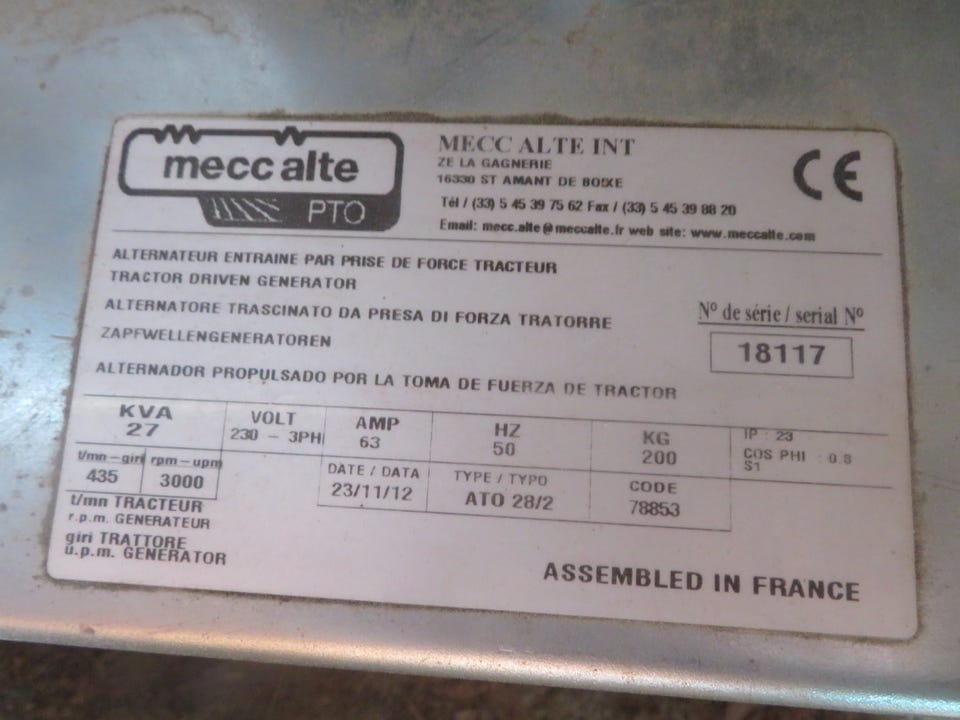 mecc alte
PTO
MECC ALTE INT
ZE LA GAGNERIE
16330 ST AMANT DE BOIXE
Tél / (33) 5 45 39 75 62 Fax / (33) 5 45 39 88 20
Email: mecc.alte@meccalte.fr web site: www.meccalte.com
CE
ALTERNATEUR ENTRAINE PAR PRISE DE FORCE TRACTEUR
TRACTOR DRIVEN GENERATOR
ALTERNATORE TRASCINATO DA PRESA DI FORZA TRATORRE
ZAPFWELLENGENERATOREN
ALTERNADOR PROPULSADO POR LA TOMA DE FUERZA DE TRACTOR
Nº de série / serial Nº
18117
KVA
27
VOLT
230 - 3PH
AMP
63
HZ
50
KG
200
IP : 23
COS PHI : 0.8
S1
t/mn-giri
435
rpm-upm
3000
DATE / DATA
23/11/12
TYPE / TYPO
ATO 28/2
CODE
78853
t/mn TRACTEUR
r.p.m. GENERATEUR
giri TRATTORE
u.p.m. GENERATOR
ASSEMBLED IN FRANCE